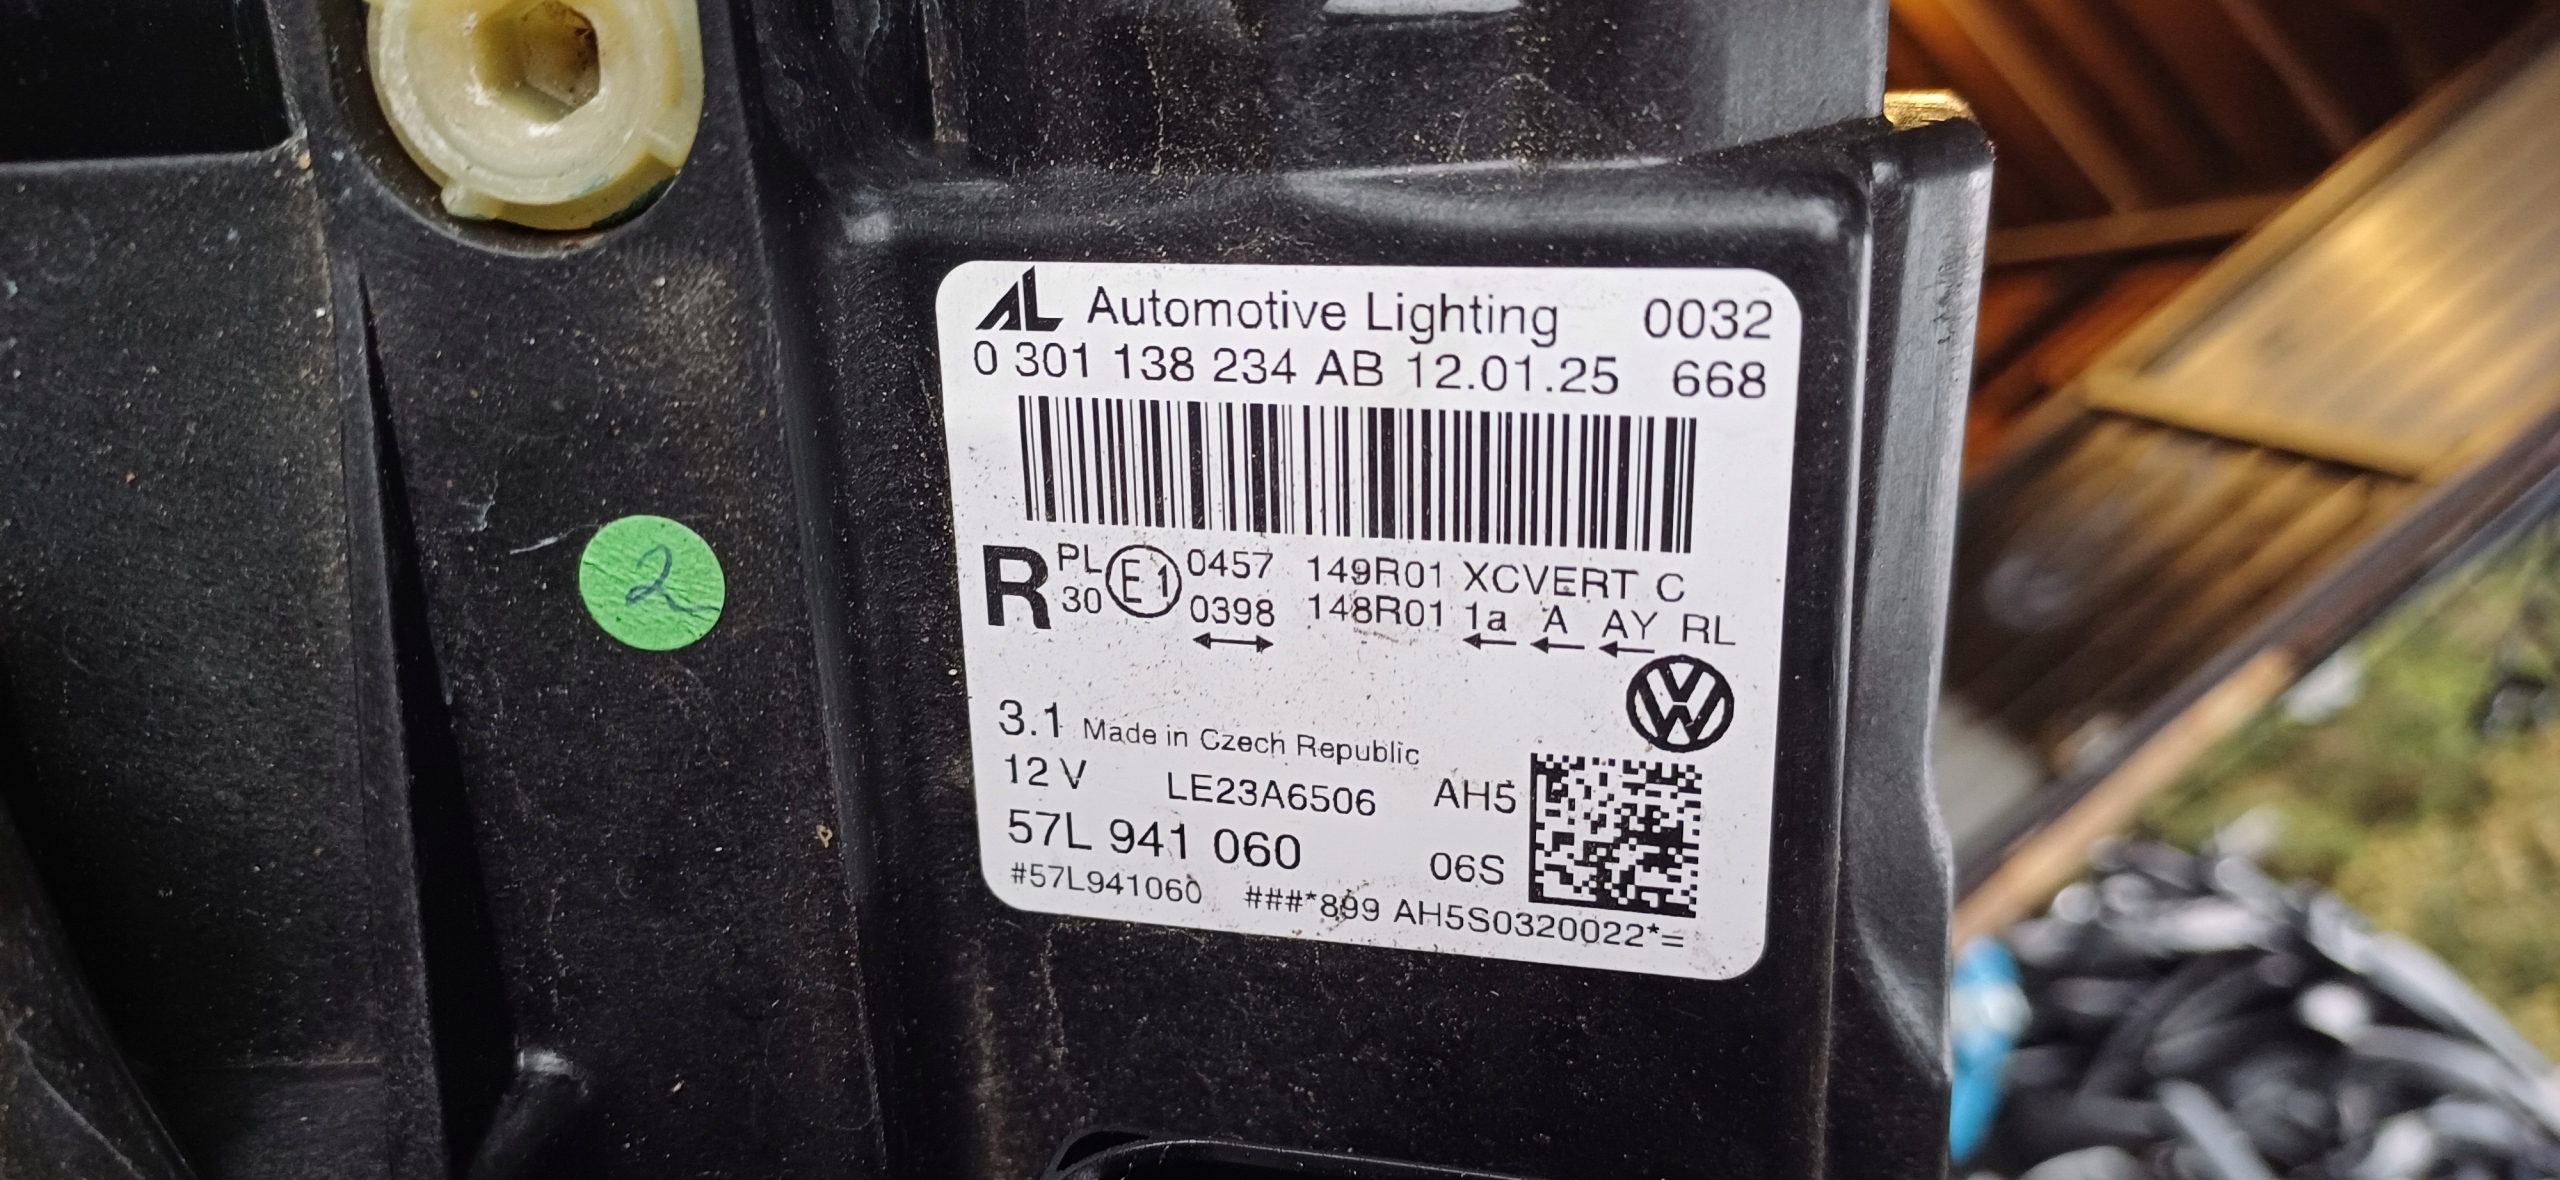 AL Automotive Lighting 0032
0 301 138 234 AB 12.01.25 668
R PL 30 E1 0457 149R01 XCVERT C
0398 148R01 1a A AY RL
3.1 Made in Czech Republic
12 V LE23A6506 AH5
57L 941 060 06S
#57L941060 ###*899 AH5S0320022*=
2